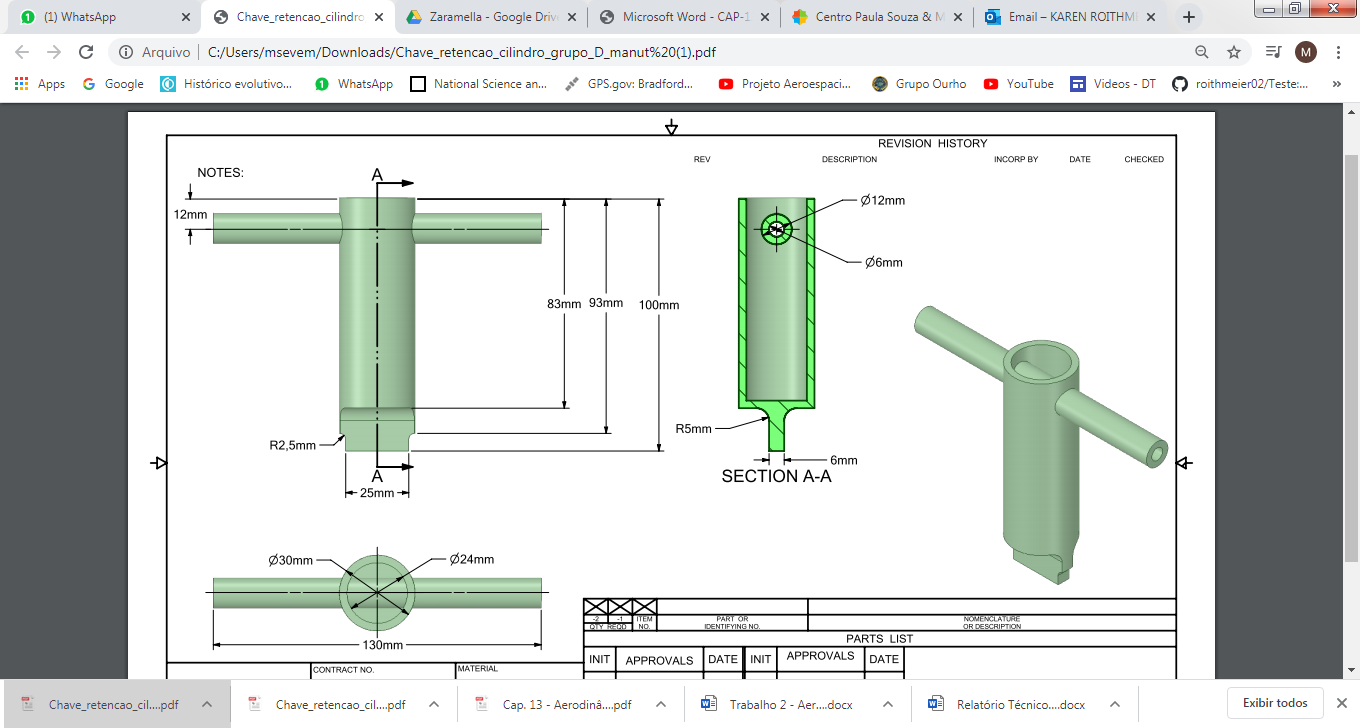 (1) WhatsApp
Chave_retencao_cilindro
Zaramella - Google Drive
Microsoft Word - CAP-1
Centro Paula Souza & M
Email – KAREN ROITHM
Arquivo
C:/Users/msevem/Downloads/Chave_retencao_cilindro_grupo_D_manut%20(1).pdf
M
Apps
Google
Histórico evolutivo...
WhatsApp
National Science an...
GPS.gov: Bradford...
Projeto Aeroespaci...
Grupo Ourho
YouTube
Videos - DT
roithmeier02/Teste:...
»
REVISION HISTORY
REV
DESCRIPTION
INCORP BY
DATE
CHECKED
NOTES:
A
12mm
83mm
93mm
100mm
R2,5mm
A
25mm
Ø12mm
Ø6mm
R5mm
6mm
SECTION A-A
Ø30mm
Ø24mm
130mm
-2
-1
ITEM NO.
QTY REQD
PART OR
IDENTIFYING NO.
NOMENCLATURE
OR DESCRIPTION
PARTS LIST
INIT
APPROVALS
DATE
INIT
APPROVALS
DATE
CONTRACT NO.
MATERIAL
Chave_retencao_cil....pdf
Chave_retencao_cil....pdf
Cap. 13 - Aerodinâ....pdf
Trabalho 2 - Aer....docx
Relatório Técnico....docx
Exibir todos